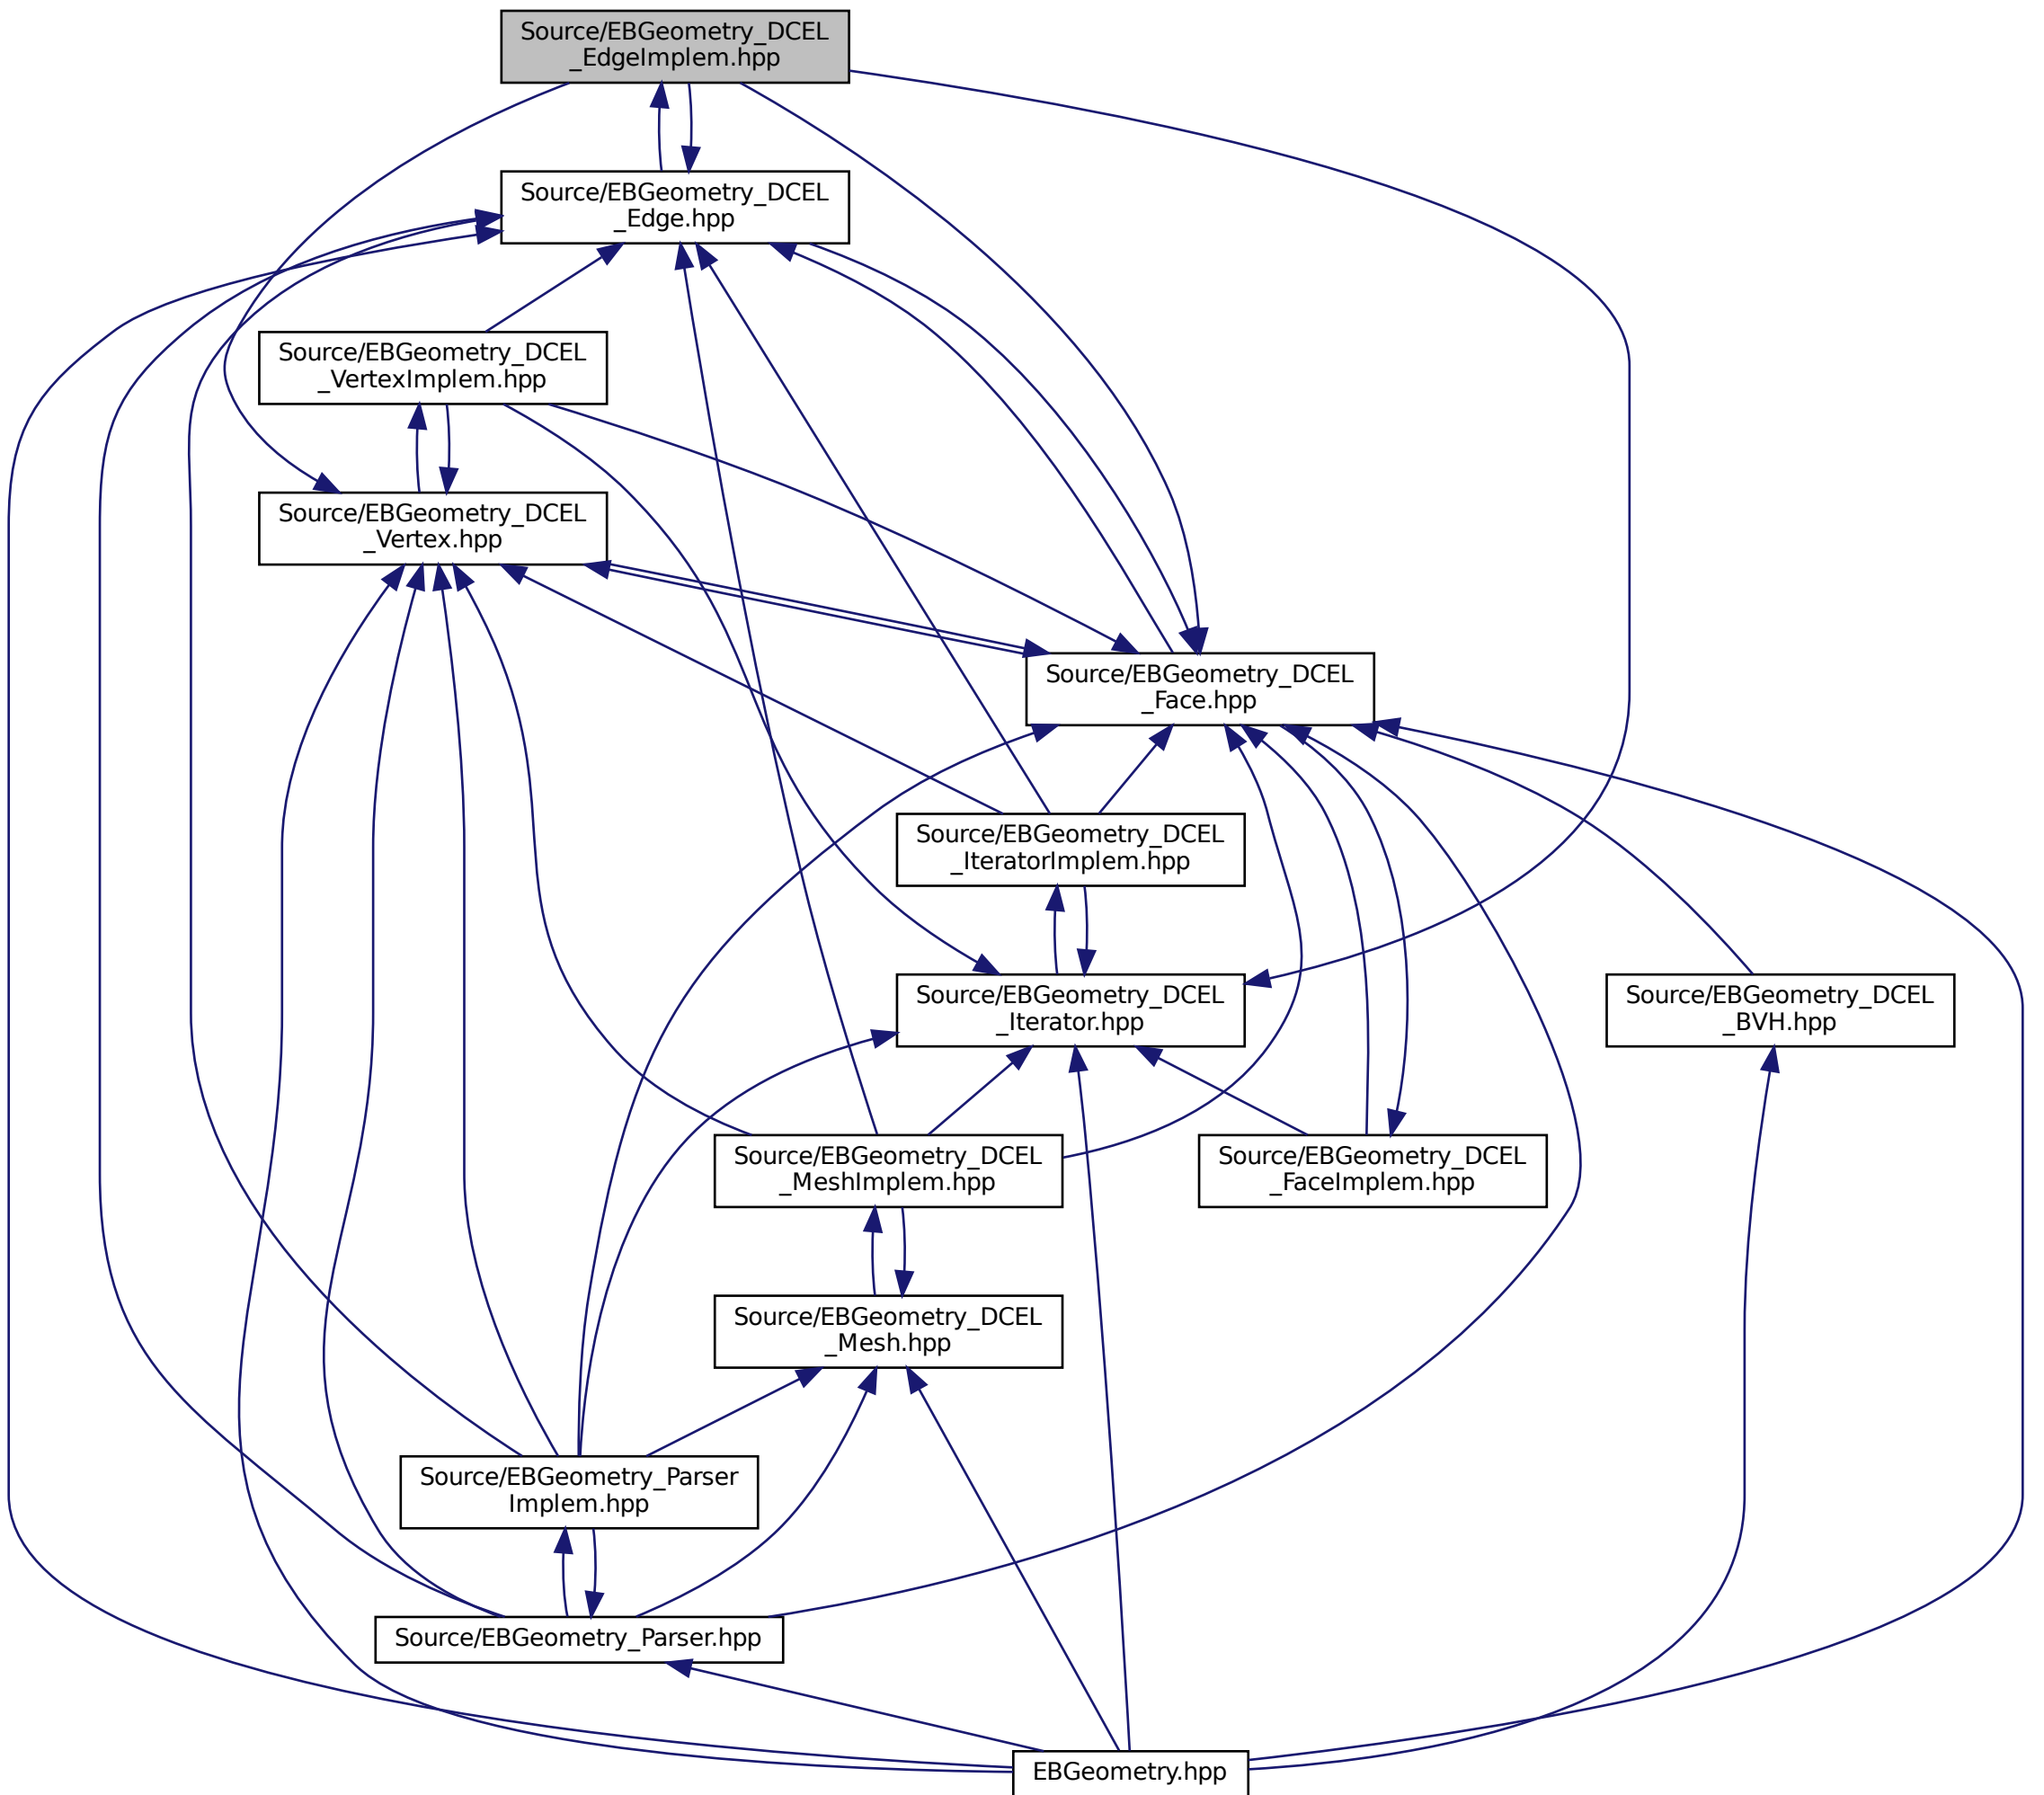 Source/EBGeometry_DCEL
_EdgeImplem.hpp
Source/EBGeometry_DCEL
_Edge.hpp
Source/EBGeometry_DCEL
_VertexImplem.hpp
Source/EBGeometry_DCEL
_Vertex.hpp
Source/EBGeometry_DCEL
_Face.hpp
Source/EBGeometry_DCEL
_IteratorImplem.hpp
Source/EBGeometry_DCEL
_Iterator.hpp
Source/EBGeometry_DCEL
_BVH.hpp
Source/EBGeometry_DCEL
_MeshImplem.hpp
Source/EBGeometry_DCEL
_FaceImplem.hpp
Source/EBGeometry_DCEL
_Mesh.hpp
Source/EBGeometry_Parser
Implem.hpp
Source/EBGeometry_Parser.hpp
EBGeometry.hpp